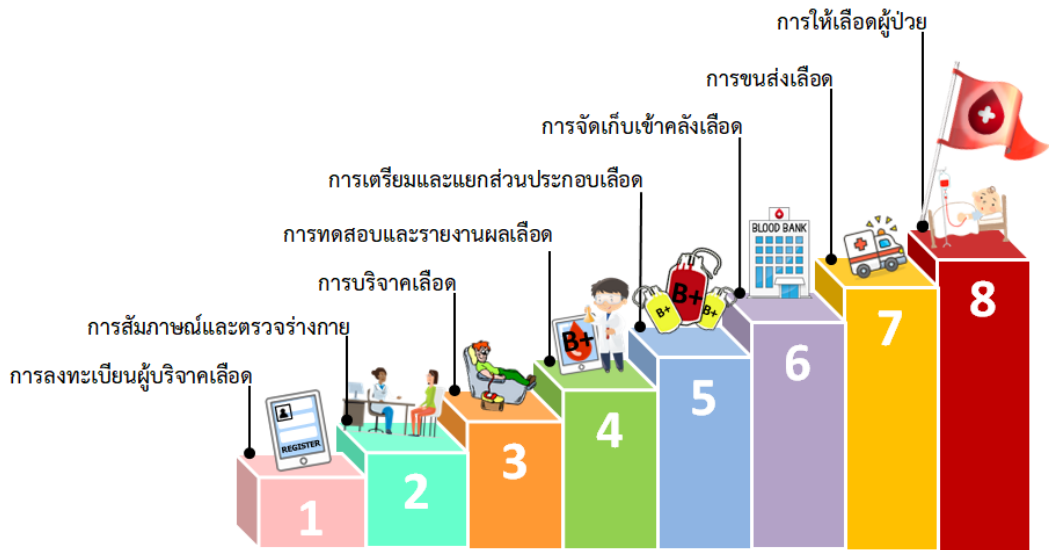 การให้เลือดผู้ป่วย
การขนส่งเลือด
การจัดเก็บเข้าคลังเลือด
การเตรียมและแยกส่วนประกอบเลือด
การทดสอบและรายงานผลเลือด
การบริจาคเลือด
การสัมภาษณ์และตรวจร่างกาย
การลงทะเบียนผู้บริจาคเลือด
BLOOD BANK
B+
B+
B+
B+
REGISTER
1
2
3
4
5
6
7
8